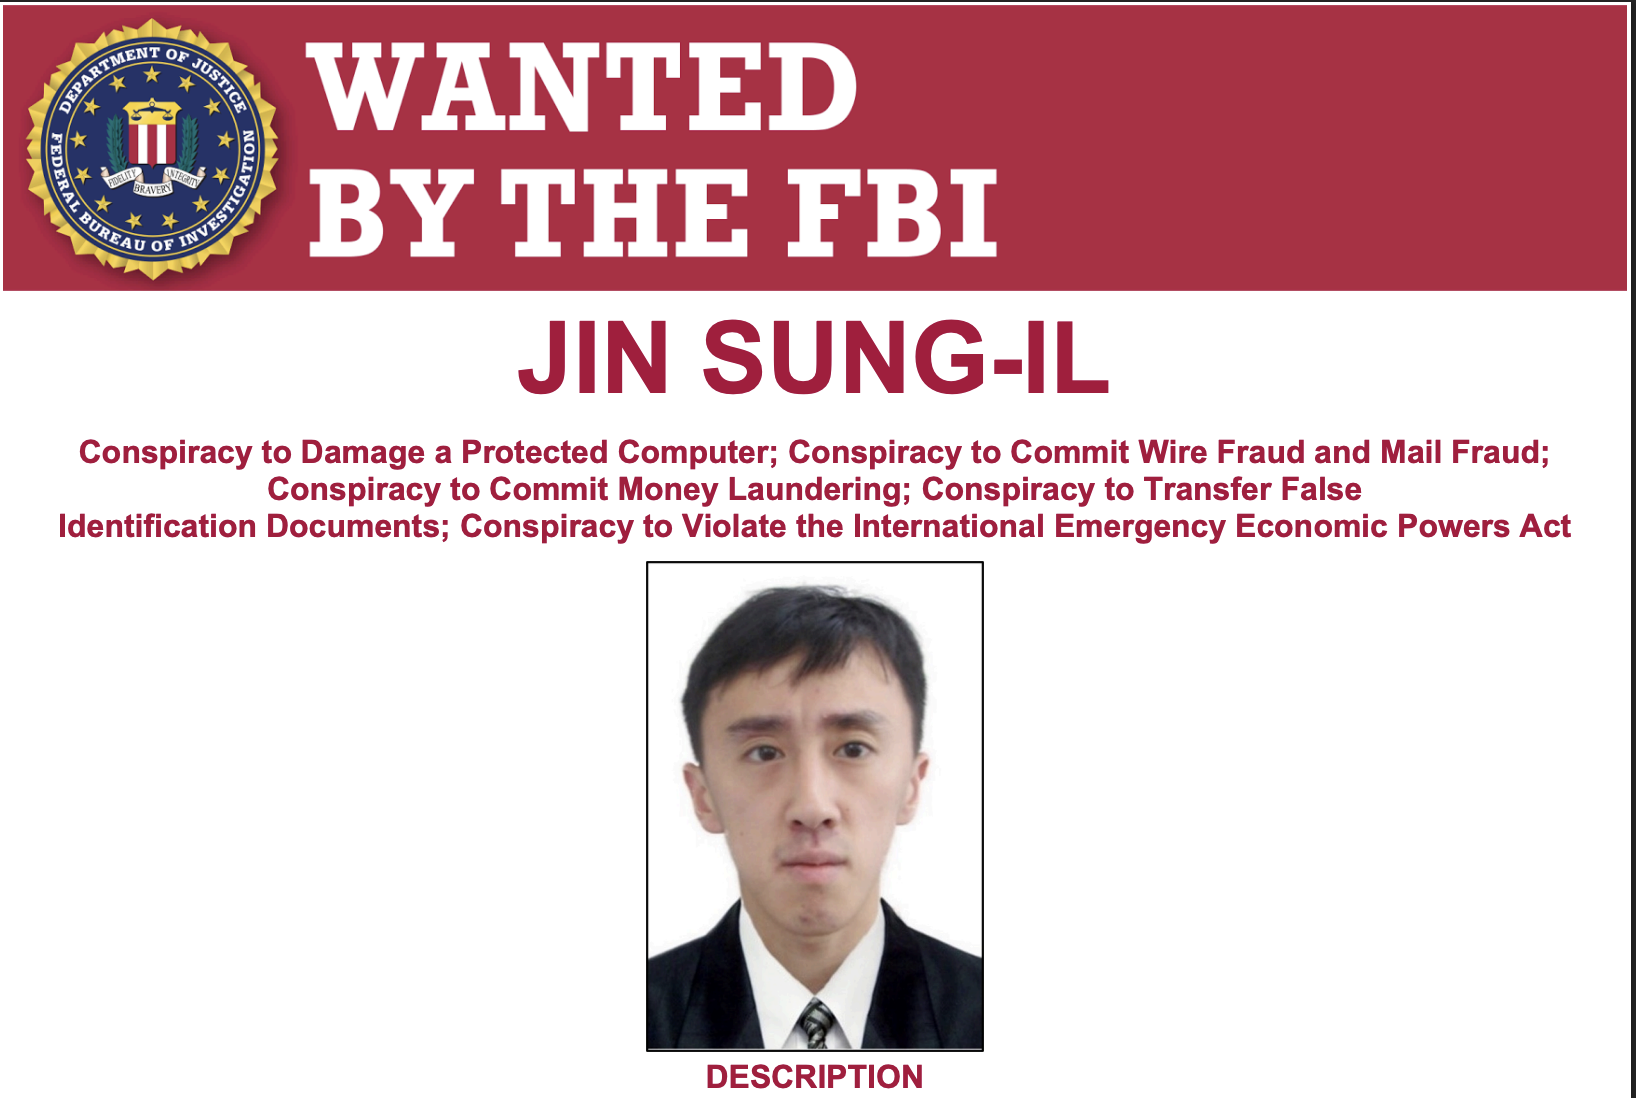 DEPARTMENT OF JUSTICE
FEDERAL BUREAU OF INVESTIGATION
FIDELITY
BRAVERY
INTEGRITY
WANTED
BY THE FBI
JIN SUNG-IL
Conspiracy to Damage a Protected Computer; Conspiracy to Commit Wire Fraud and Mail Fraud;
Conspiracy to Commit Money Laundering; Conspiracy to Transfer False
Identification Documents; Conspiracy to Violate the International Emergency Economic Powers Act
DESCRIPTION